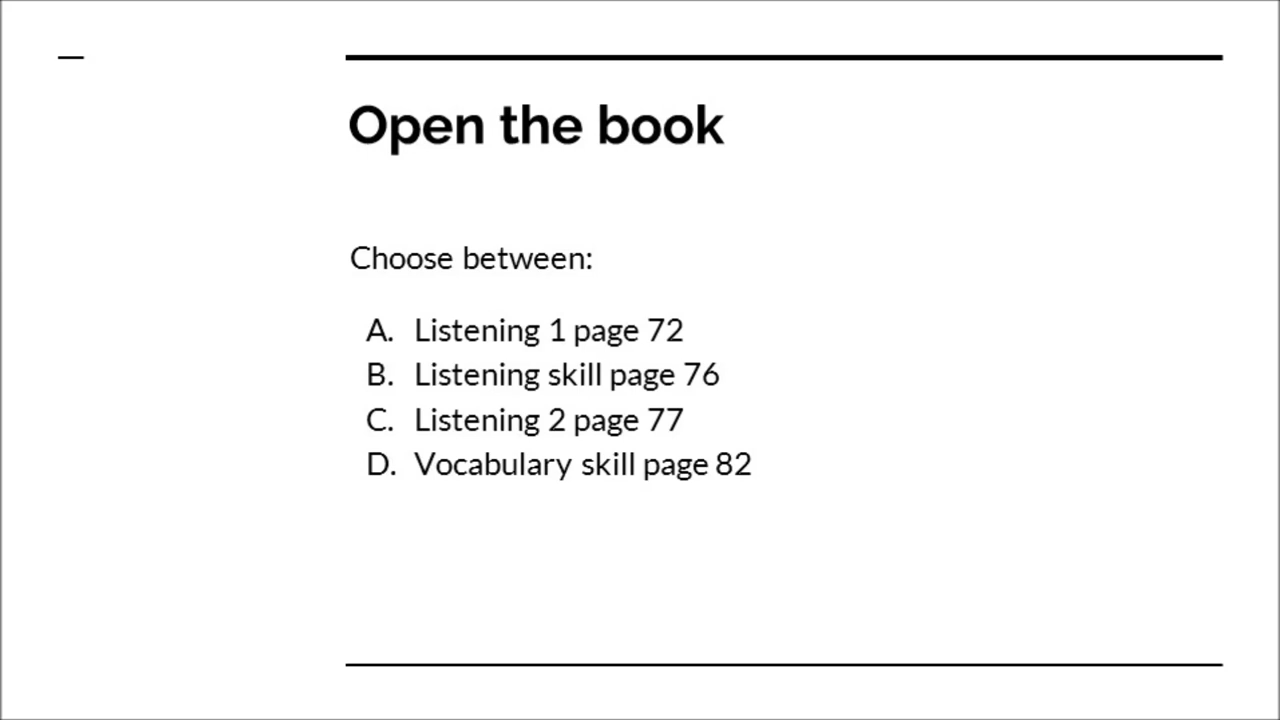 Open the book
Choose between:
A. Listening 1 page 72
B. Listening skill page 76
C. Listening 2 page 77
D. Vocabulary skill page 82